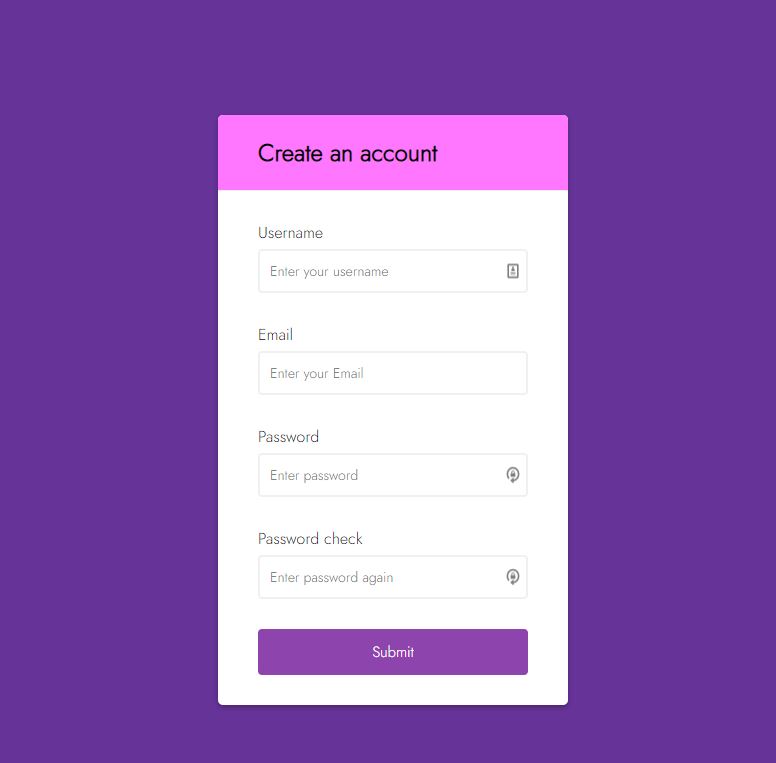 Create an account
Username
Enter your username
Email
Enter your Email
Password
Enter password
Password check
Enter password again
Submit